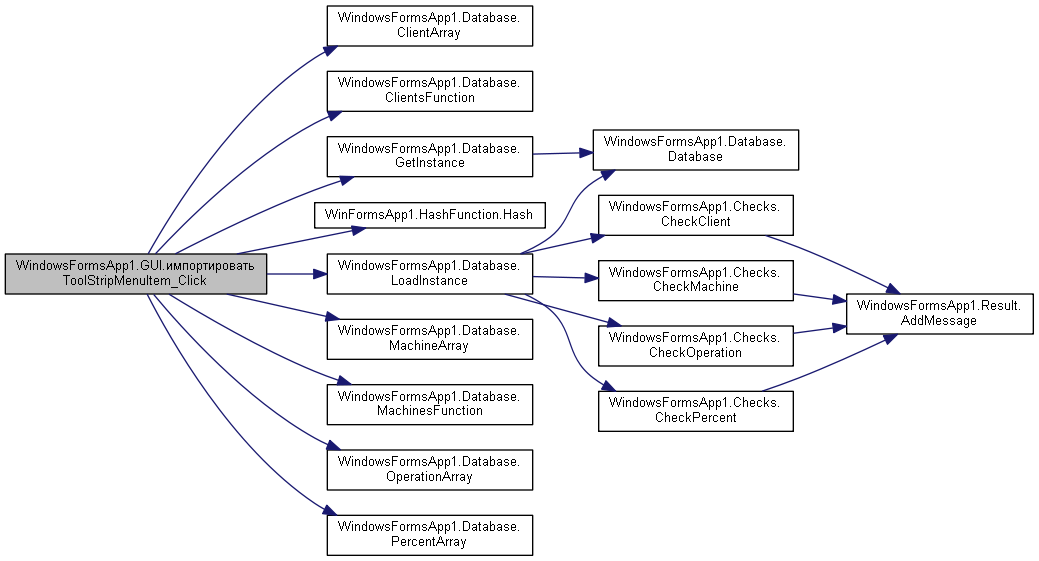 WindowsFormsApp1.GUI.импортировать
ToolStripMenuItem_Click
WindowsFormsApp1.Database.
ClientArray
WindowsFormsApp1.Database.
ClientsFunction
WindowsFormsApp1.Database.
GetInstance
WinFormsApp1.HashFunction.Hash
WindowsFormsApp1.Database.
LoadInstance
WindowsFormsApp1.Database.
MachineArray
WindowsFormsApp1.Database.
MachinesFunction
WindowsFormsApp1.Database.
OperationArray
WindowsFormsApp1.Database.
PercentArray
WindowsFormsApp1.Database.
Database
WindowsFormsApp1.Checks.
CheckClient
WindowsFormsApp1.Checks.
CheckMachine
WindowsFormsApp1.Checks.
CheckOperation
WindowsFormsApp1.Checks.
CheckPercent
WindowsFormsApp1.Result.
AddMessage